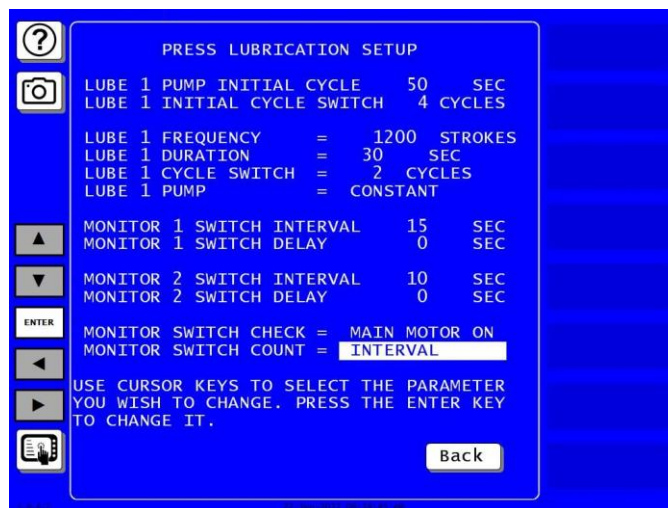 ?
PRESS LUBRICATION SETUP
LUBE 1 PUMP INITIAL CYCLE 50 SEC
LUBE 1 INITIAL CYCLE SWITCH 4 CYCLES
LUBE 1 FREQUENCY = 1200 STROKES
LUBE 1 DURATION = 30 SEC
LUBE 1 CYCLE SWITCH = 2 CYCLES
LUBE 1 PUMP = CONSTANT
MONITOR 1 SWITCH INTERVAL 15 SEC
MONITOR 1 SWITCH DELAY 0 SEC
MONITOR 2 SWITCH INTERVAL 10 SEC
MONITOR 2 SWITCH DELAY 0 SEC
ENTER
MONITOR SWITCH CHECK = MAIN MOTOR ON
MONITOR SWITCH COUNT = INTERVAL
USE CURSOR KEYS TO SELECT THE PARAMETER
YOU WISH TO CHANGE. PRESS THE ENTER KEY
TO CHANGE IT.
Back